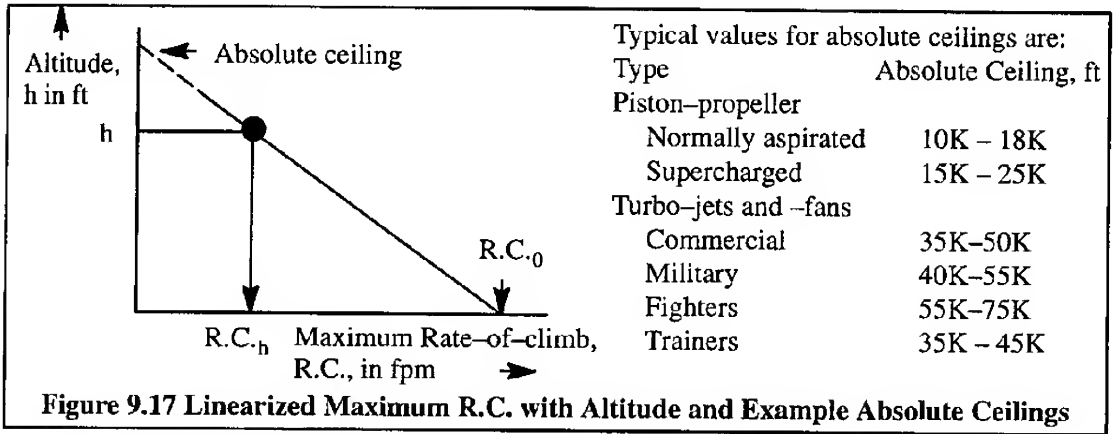 Altitude,
h in ft
Absolute ceiling
h
R.C.0
R.C.h Maximum Rate–of–climb,
R.C., in fpm
Typical values for absolute ceilings are:
Type Absolute Ceiling, ft
Piston–propeller
Normally aspirated 10K – 18K
Supercharged 15K – 25K
Turbo–jets and –fans
Commercial 35K–50K
Military 40K–55K
Fighters 55K–75K
Trainers 35K – 45K
Figure 9.17 Linearized Maximum R.C. with Altitude and Example Absolute Ceilings